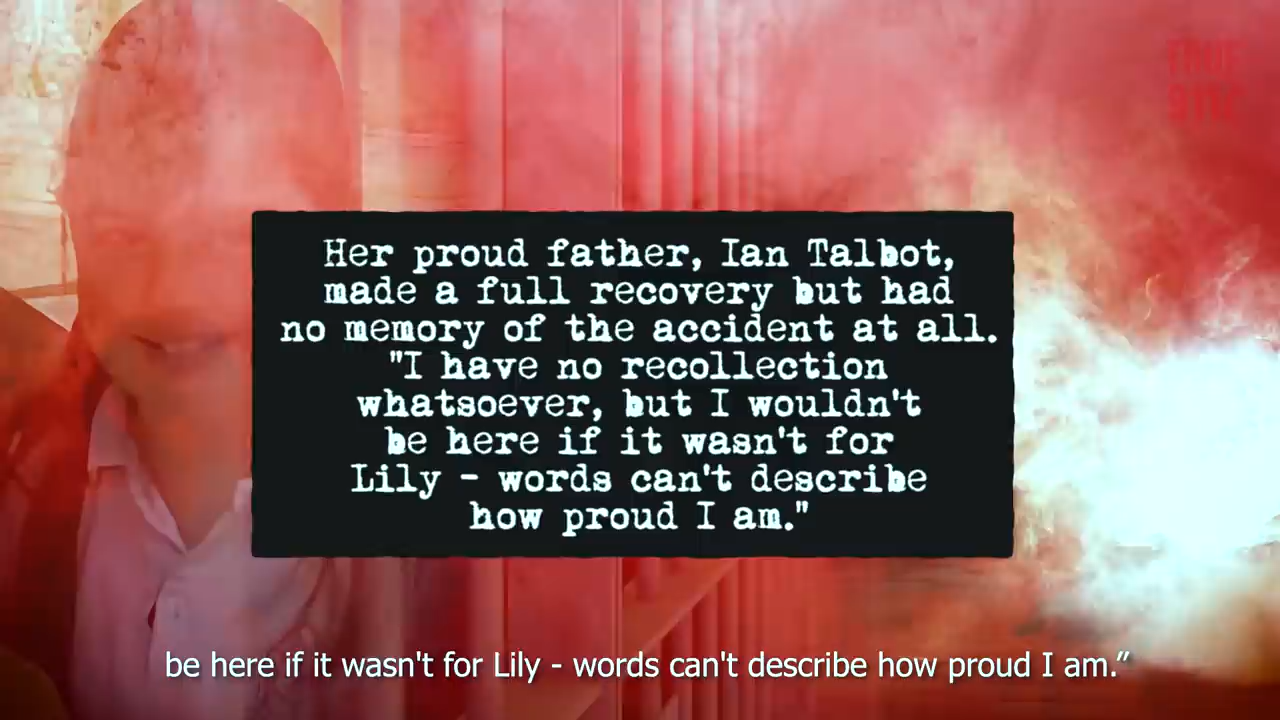 Her proud father, Ian Talbot,
made a full recovery but had
no memory of the accident at all.
"I have no recollection
whatsoever, but I wouldn't
be here if it wasn't for
Lily - words can't describe
how proud I am."
be here if it wasn't for Lily - words can't describe how proud I am.”